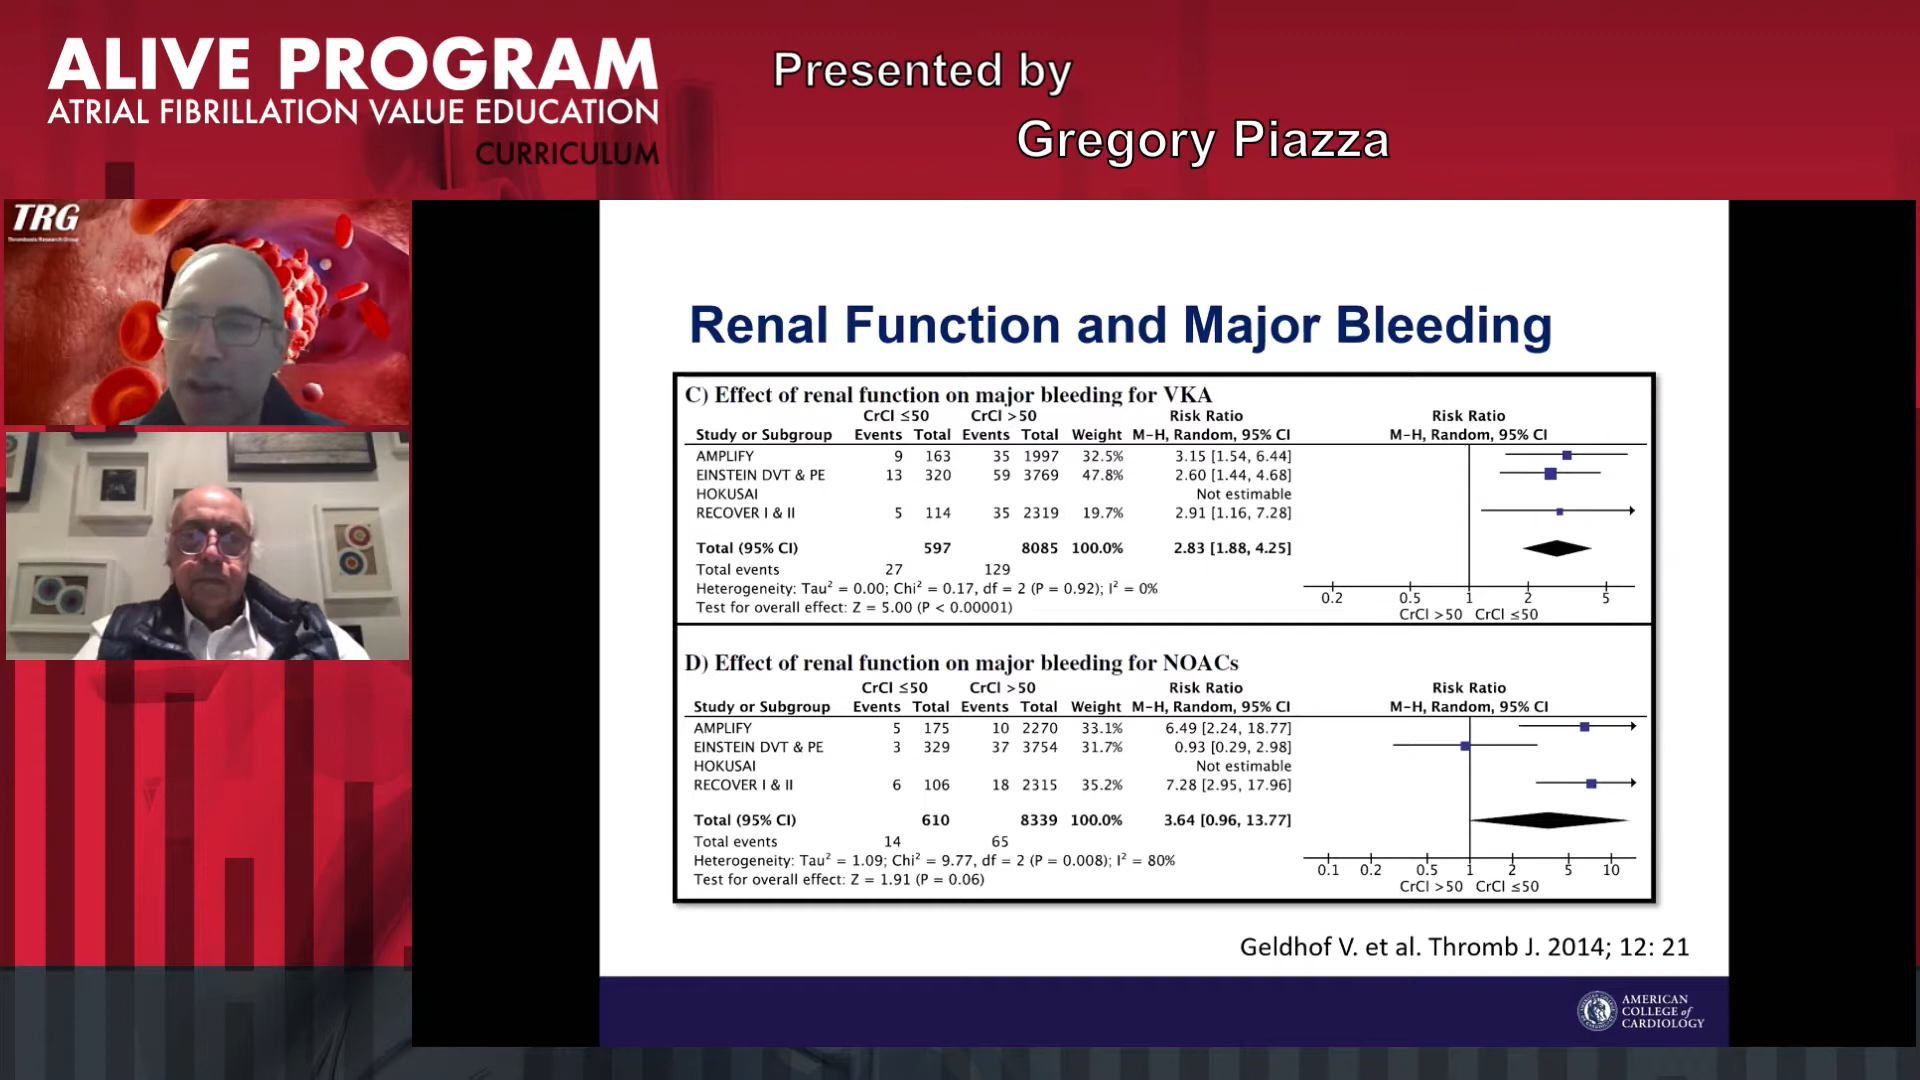 ALIVE PROGRAM
ATRIAL FIBRILLATION VALUE EDUCATION
CURRICULUM
Presented by
Gregory Piazza
TRG
Thrombosis Research Group
Renal Function and Major Bleeding
C) Effect of renal function on major bleeding for VKA
CrCl ≤50 CrCl >50 Risk Ratio Risk Ratio
Study or Subgroup Events Total Events Total Weight M-H, Random, 95% CI M-H, Random, 95% CI
AMPLIFY 9 163 35 1997 32.5% 3.15 [1.54, 6.44]
EINSTEIN DVT & PE 13 320 59 3769 47.8% 2.60 [1.44, 4.68]
HOKUSAI Not estimable
RECOVER I & II 5 114 35 2319 19.7% 2.91 [1.16, 7.28]
Total (95% CI) 597 8085 100.0% 2.83 [1.88, 4.25]
Total events 27 129
Heterogeneity: Tau² = 0.00; Chi² = 0.17, df = 2 (P = 0.92); I² = 0%
Test for overall effect: Z = 5.00 (P < 0.00001)
0.2 0.5 1 2 5
CrCl >50 CrCl ≤50
D) Effect of renal function on major bleeding for NOACs
CrCl ≤50 CrCl >50 Risk Ratio Risk Ratio
Study or Subgroup Events Total Events Total Weight M-H, Random, 95% CI M-H, Random, 95% CI
AMPLIFY 5 175 10 2270 33.1% 6.49 [2.24, 18.77]
EINSTEIN DVT & PE 3 329 37 3754 31.7% 0.93 [0.29, 2.98]
HOKUSAI Not estimable
RECOVER I & II 6 106 18 2315 35.2% 7.28 [2.95, 17.96]
Total (95% CI) 610 8339 100.0% 3.64 [0.96, 13.77]
Total events 14 65
Heterogeneity: Tau² = 1.09; Chi² = 9.77, df = 2 (P = 0.008); I² = 80%
Test for overall effect: Z = 1.91 (P = 0.06)
0.1 0.2 0.5 1 2 5 10
CrCl >50 CrCl ≤50
Geldhof V. et al. Thromb J. 2014; 12: 21
AMERICAN
COLLEGE of
CARDIOLOGY